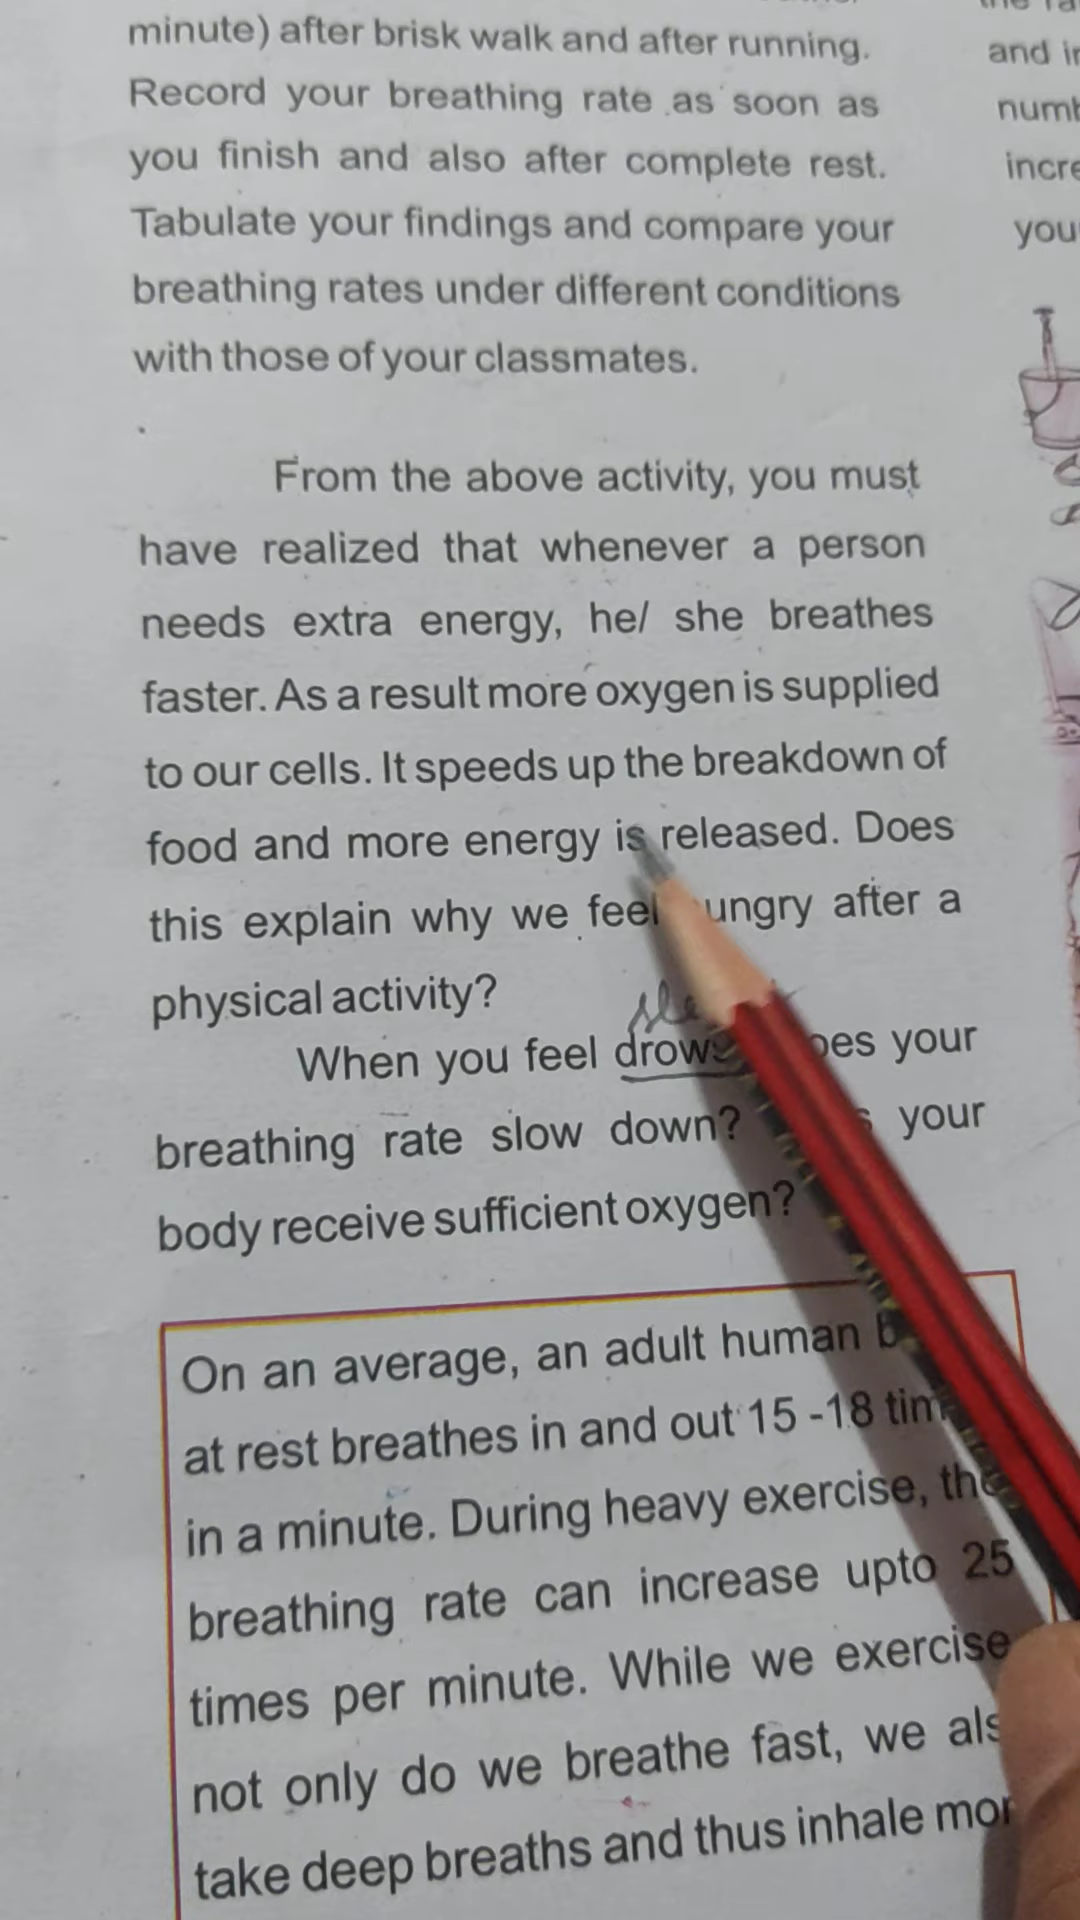 minute) after brisk walk and after running.
Record your breathing rate as soon as
you finish and also after complete rest.
Tabulate your findings and compare your
breathing rates under different conditions
with those of your classmates.
From the above activity, you must
have realized that whenever a person
needs extra energy, he/ she breathes
faster. As a result more oxygen is supplied
to our cells. It speeds up the breakdown of
food and more energy is released. Does
this explain why we feel ungry after a
physical activity?
When you feel drows oes your
breathing rate slow down? your
body receive sufficient oxygen?
On an average, an adult human b
at rest breathes in and out 15 -18 tim
in a minute. During heavy exercise, the
breathing rate can increase upto 25
times per minute. While we exercise
not only do we breathe fast, we als
take deep breaths and thus inhale mor
and
numb
incre
you